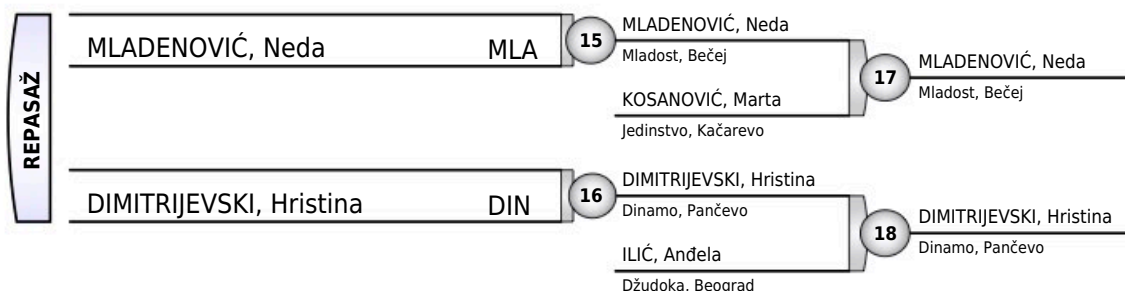 REPASAŽ
MLADENOVIĆ, Neda MLA
15
MLADENOVIĆ, Neda
Mladost, Bečej
KOSANOVIĆ, Marta
Jedinstvo, Kačarevo
17
MLADENOVIĆ, Neda
Mladost, Bečej
DIMITRIJEVSKI, Hristina DIN
16
DIMITRIJEVSKI, Hristina
Dinamo, Pančevo
ILIĆ, Anđela
Džudoka, Beograd
18
DIMITRIJEVSKI, Hristina
Dinamo, Pančevo